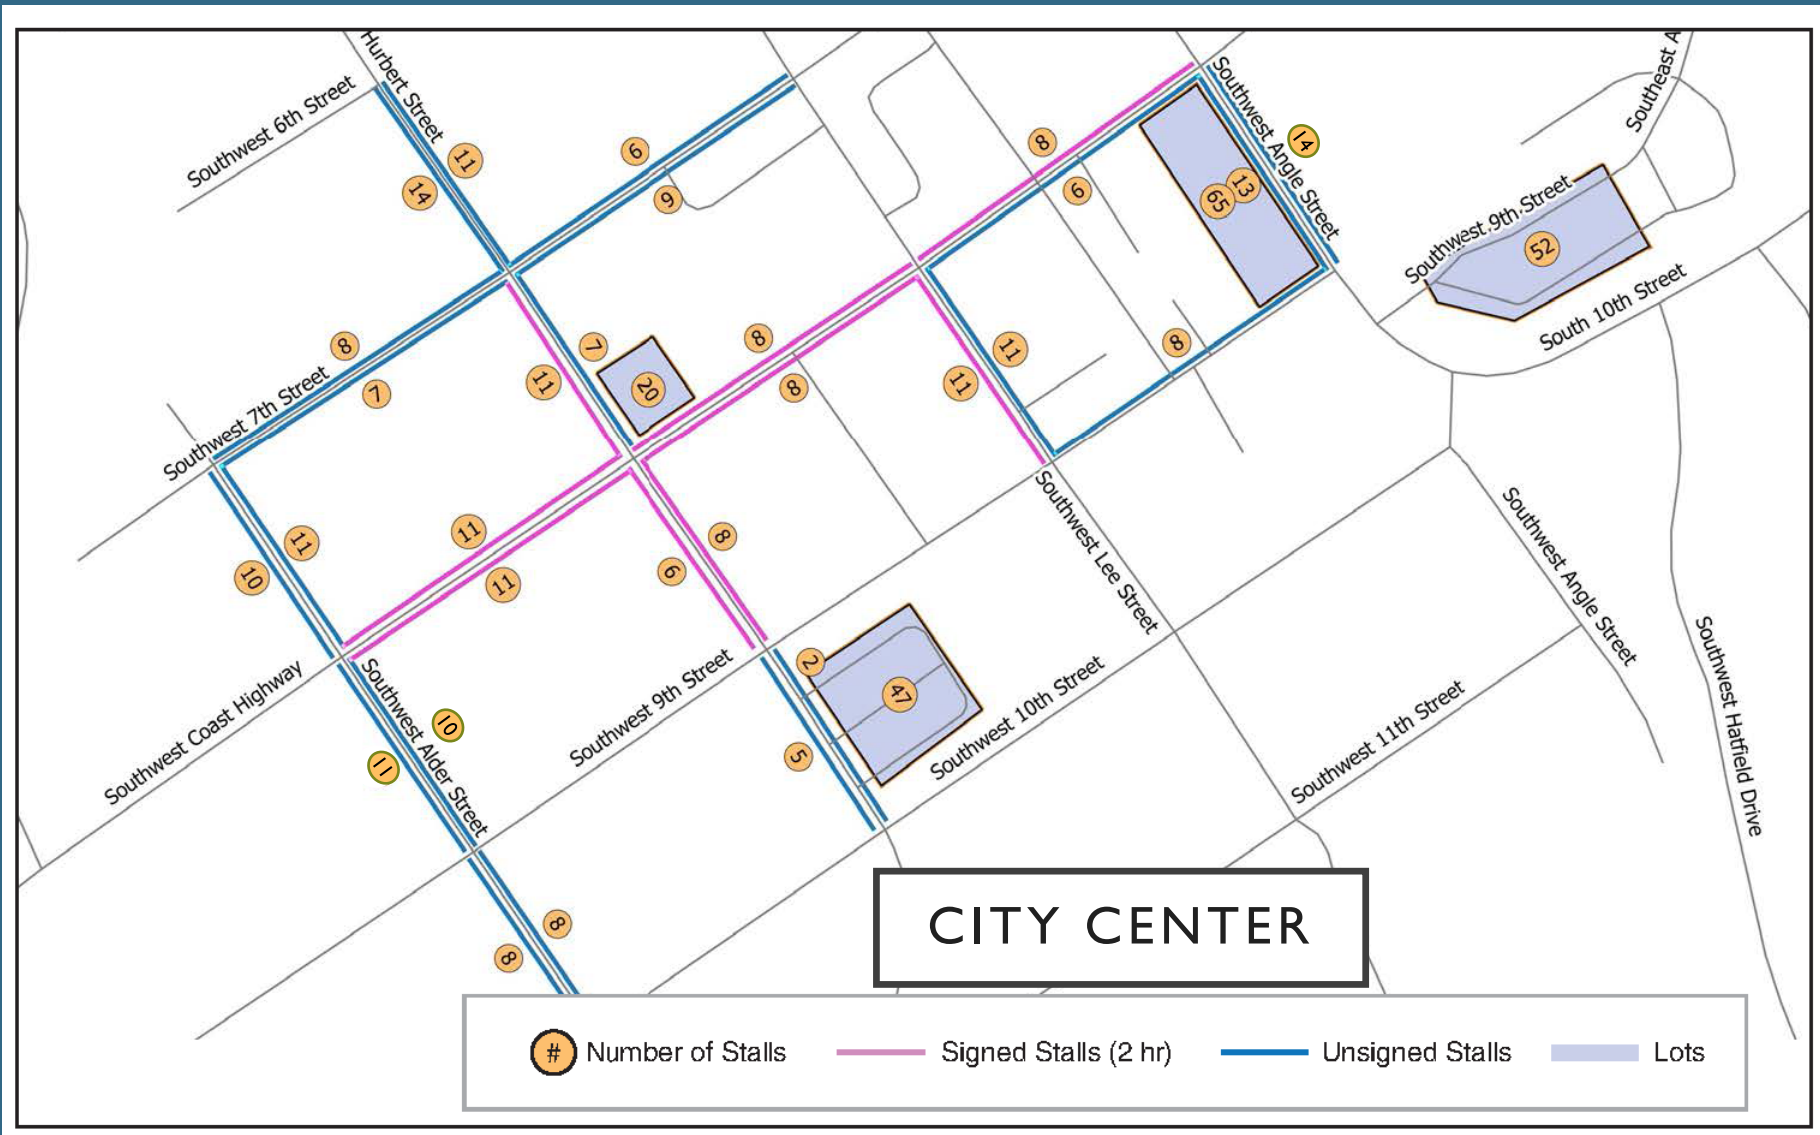 Hurbert Street
Southwest 6th Street
11
14
6
9
8
6
Southwest Angle Street
14
13
65
Southeast A
Southwest 9th Street
52
South 10th Street
8
7
Southwest 7th Street
7
11
20
8
8
11
11
8
11
10
11
11
8
6
Southwest Lee Street
Southwest Angle Street
Southwest Hatfield Drive
Southwest Coast Highway
Southwest Alder Street
10
11
Southwest 9th Street
2
47
5
Southwest 10th Street
Southwest 11th Street
8
8
CITY CENTER
# Number of Stalls
Signed Stalls (2 hr)
Unsigned Stalls
Lots